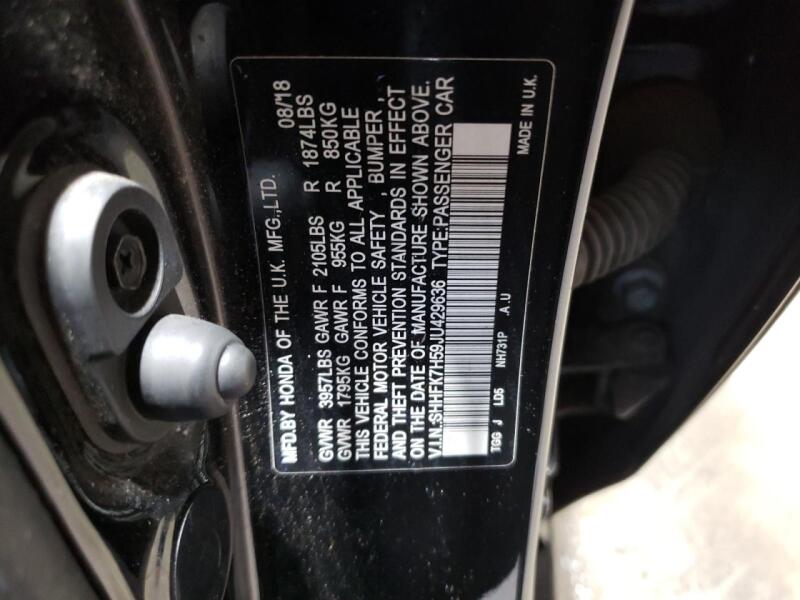 MFD.BY HONDA OF THE U.K. MFG.,LTD. 08/18
GVWR 3957LBS GAWR F 2105LBS R 1874LBS
GVWR 1795KG GAWR F 955KG R 850KG
THIS VEHICLE CONFORMS TO ALL APPLICABLE
FEDERAL MOTOR VEHICLE SAFETY , BUMPER ,
AND THEFT PREVENTION STANDARDS IN EFFECT
ON THE DATE OF MANUFACTURE SHOWN ABOVE.
V.I.N.:SHHFK7H59JU429636 TYPE:PASSENGER CAR
TGG J LD5 NH731P .A .U MADE IN U.K.